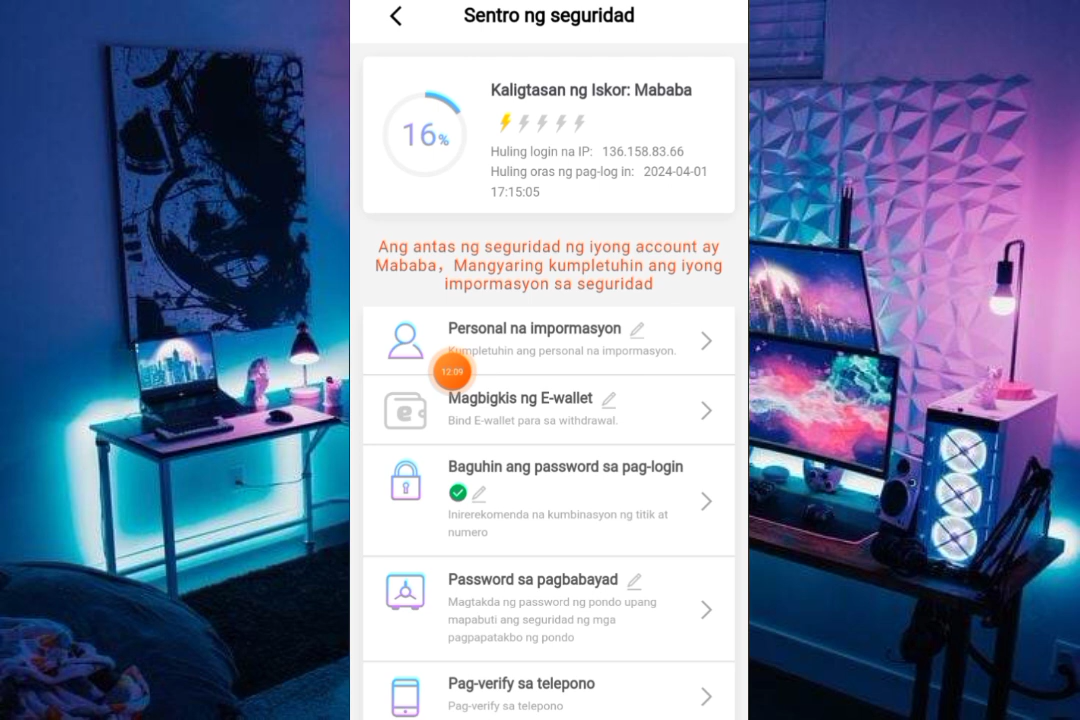 Sentro ng seguridad
Kaligtasan ng Iskor: Mababa
16%
Huling login na IP: 136.158.83.66
Huling oras ng pag-log in: 2024-04-01
17:15:05
Ang antas ng seguridad ng iyong account ay
Mababa，Mangyaring kumpletuhin ang iyong
impormasyon sa seguridad
Personal na impormasyon
Kumpletuhin ang personal na impormasyon.
12:09
Magbigkis ng E-wallet
Bind E-wallet para sa withdrawal.
Baguhin ang password sa pag-login
Inirerekomenda na kumbinasyon ng titik at
numero
Password sa pagbabayad
Magtakda ng password ng pondo upang
mapabuti ang seguridad ng mga
pagpapatakbo ng pondo
Pag-verify sa telepono
Pag-verify sa telepono